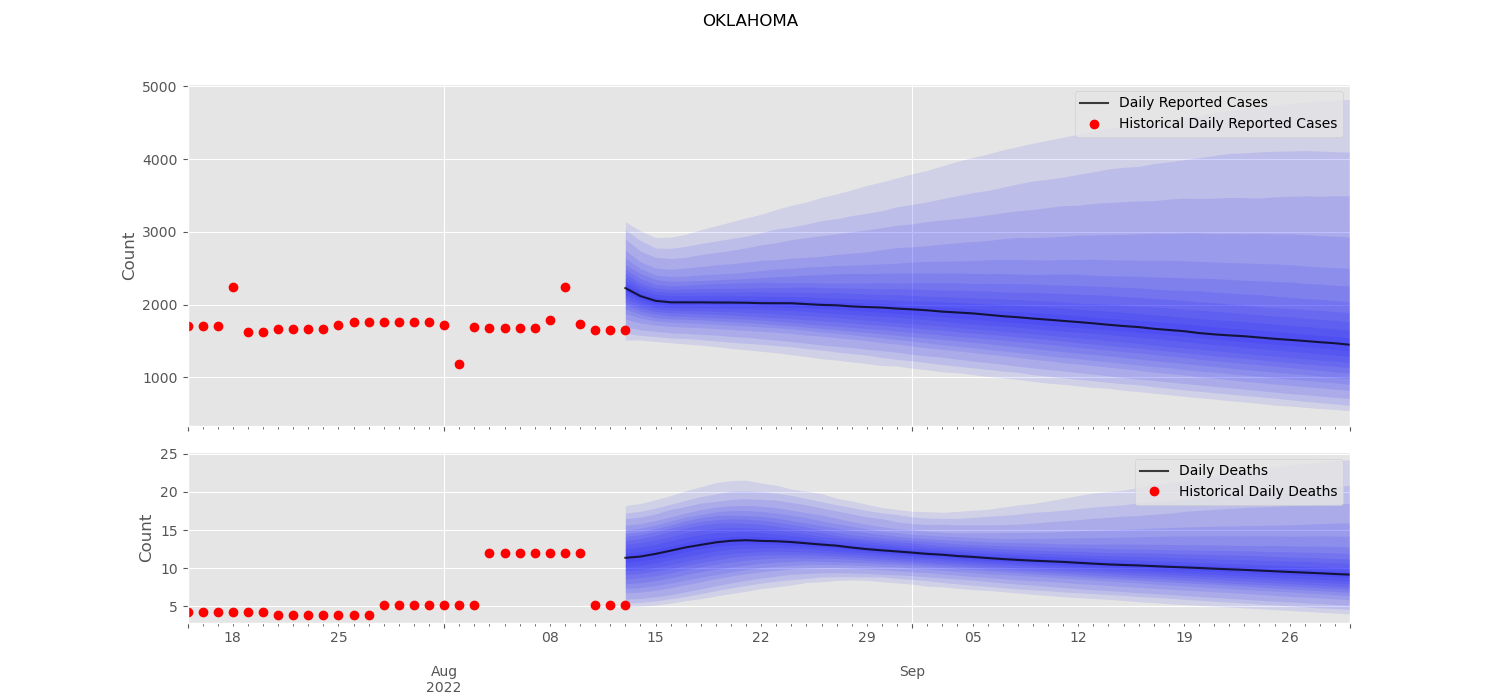 OKLAHOMA
5000
4000
3000
2000
1000
Count
Daily Reported Cases
Historical Daily Reported Cases
25
20
15
10
5
Count
Daily Deaths
Historical Daily Deaths
18 25 08 15 22 29 05 12 19 26
Aug Sep
2022